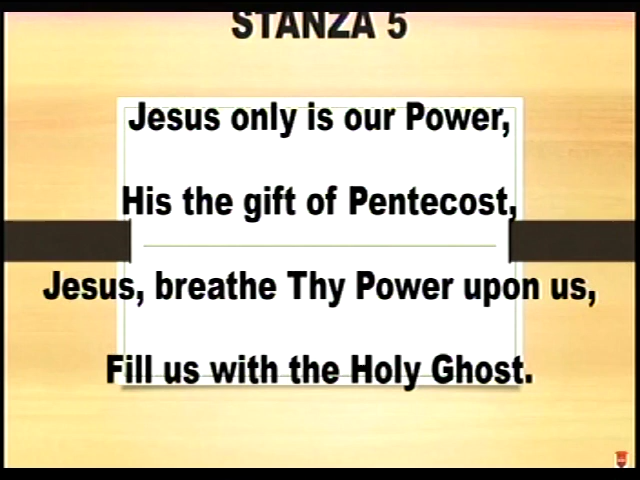 STANZA 5
Jesus only is our Power,
His the gift of Pentecost,
Jesus, breathe Thy Power upon us,
Fill us with the Holy Ghost.